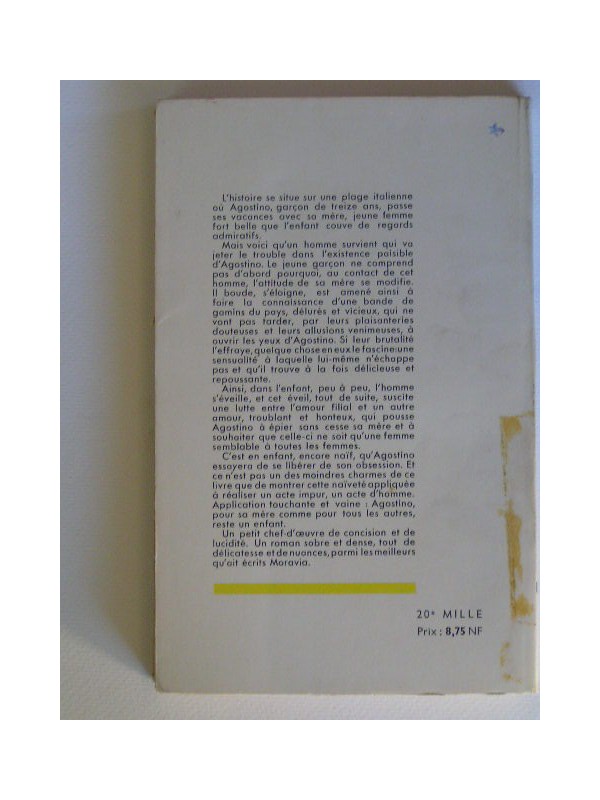 L'histoire se situe sur une plage italienne
où Agostino, garçon de treize ans, passe
ses vacances avec sa mère, jeune femme
fort belle que l'enfant couve de regards
admiratifs.
Mais voici qu'un homme survient qui va
jeter le trouble dans l'existence paisible
d'Agostino. Le jeune garçon ne comprend
pas d'abord pourquoi, au contact de cet
homme, l'attitude de sa mère se modifie.
Il boude, s'éloigne, est amené ainsi à
faire la connaissance d'une bande de
gamins du pays, délurés et vicieux, qui ne
vont pas tarder, par leurs plaisanteries
douteuses et leurs allusions venimeuses, à
ouvrir les yeux d'Agostino. Si leur brutalité
l'effraye, quelque chose en eux le fascine: une
sensualité à laquelle lui-même n'échappe
pas et qu'il trouve à la fois délicieuse et
repoussante.
Ainsi, dans l'enfant, peu à peu, l'homme
s'éveille, et cet éveil, tout de suite, suscite
une lutte entre l'amour filial et un autre
amour, troublant et honteux, qui pousse
Agostino à épier sans cesse sa mère et à
souhaiter que celle-ci ne soit qu'une femme
semblable à toutes les femmes.
C'est en enfant, encore naïf, qu'Agostino
essayera de se libérer de son obsession. Et
ce n'est pas un des moindres charmes de ce
livre que de montrer cette naïveté appliquée
à réaliser un acte impur, un acte d'homme.
Application touchante et vaine : Agostino,
pour sa mère comme pour tous les autres,
reste un enfant.
Un petit chef-d'œuvre de concision et de
lucidité. Un roman sobre et dense, tout de
délicatesse et de nuances, parmi les meilleurs
qu'ait écrits Moravia.
20e MILLE
Prix : 8,75 NF